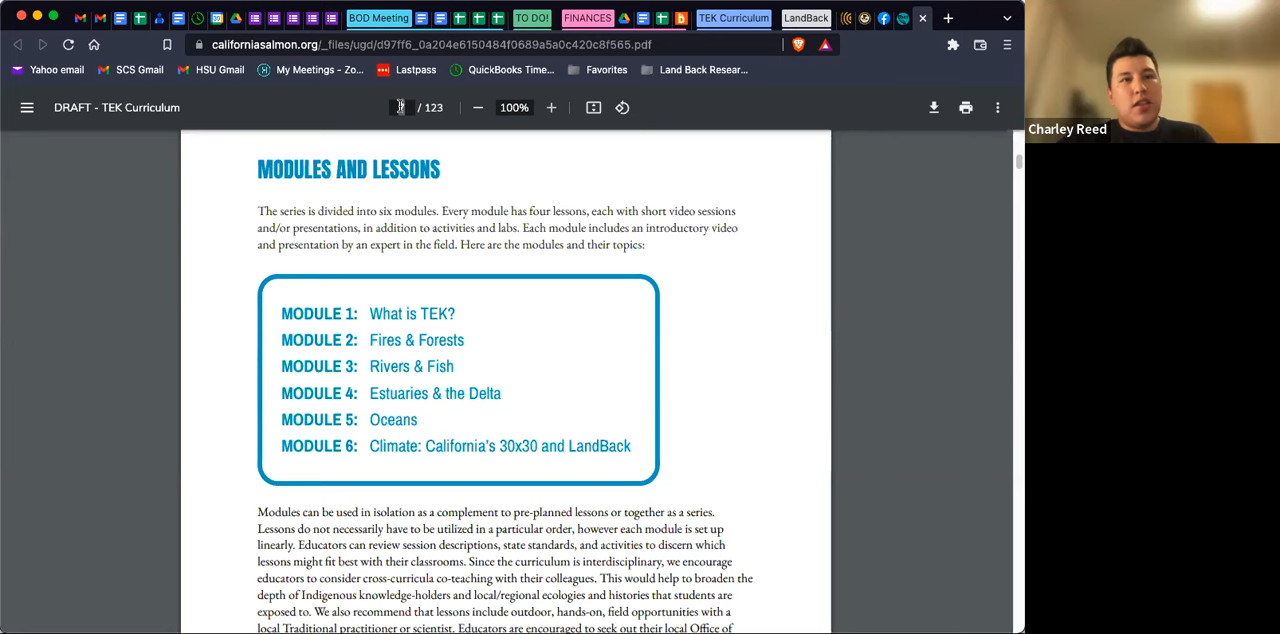 BOD Meeting
TO DO!
FINANCES
TEK Curriculum
LandBack
californiasalmon.org/_files/ugd/d97ff6_0a204e6150484f0689a5a0c420c8f565.pdf
Yahoo email
SCS Gmail
HSU Gmail
My Meetings - Zo...
Lastpass
QuickBooks Time...
Favorites
Land Back Resear...
DRAFT - TEK Curriculum
/ 123
100%
Charley Reed
MODULES AND LESSONS
The series is divided into six modules. Every module has four lessons, each with short video sessions
and/or presentations, in addition to activities and labs. Each module includes an introductory video
and presentation by an expert in the field. Here are the modules and their topics:
MODULE 1: What is TEK?
MODULE 2: Fires & Forests
MODULE 3: Rivers & Fish
MODULE 4: Estuaries & the Delta
MODULE 5: Oceans
MODULE 6: Climate: California's 30x30 and LandBack
Modules can be used in isolation as a complement to pre-planned lessons or together as a series.
Lessons do not necessarily have to be utilized in a particular order, however each module is set up
linearly. Educators can review session descriptions, state standards, and activities to discern which
lessons might fit best with their classrooms. Since the curriculum is interdisciplinary, we encourage
educators to consider cross-curricula co-teaching with their colleagues. This would help to broaden the
depth of Indigenous knowledge-holders and local/regional ecologies and histories that students are
exposed to. We also recommend that lessons include outdoor, hands-on, field opportunities with a
local Traditional practitioner or scientist. Educators are encouraged to seek out their local Office of